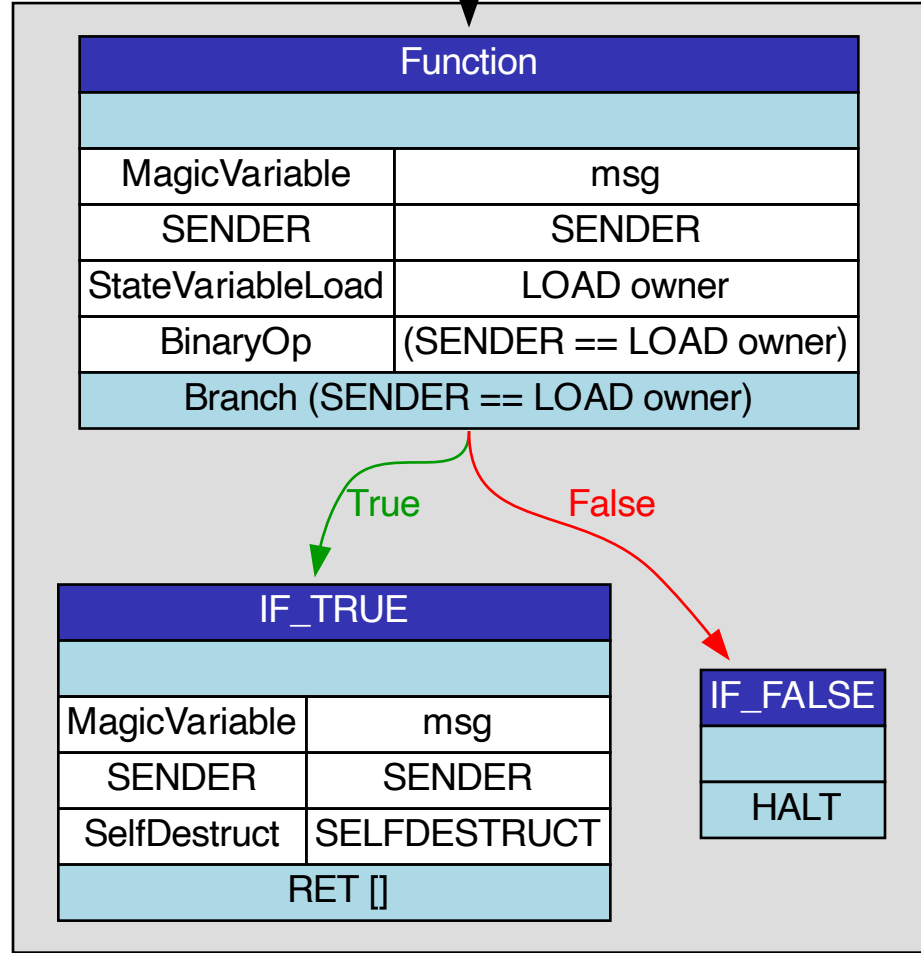 Function
MagicVariable msg
SENDER SENDER
StateVariableLoad LOAD owner
BinaryOp (SENDER == LOAD owner)
Branch (SENDER == LOAD owner)
True False
IF_TRUE
MagicVariable msg
SENDER SENDER
SelfDestruct SELFDESTRUCT
RET []
IF_FALSE
HALT